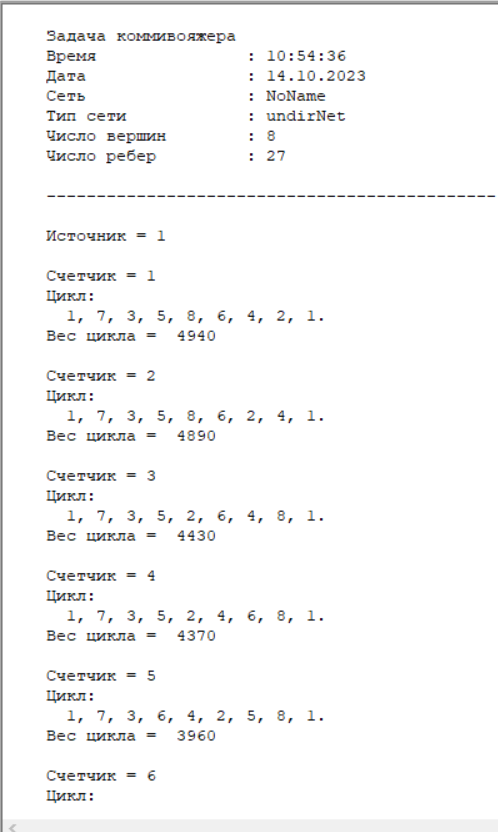 Задача коммивояжера
Время : 10:54:36
Дата : 14.10.2023
Сеть : NoName
Тип сети : undirNet
Число вершин : 8
Число ребер : 27
---------------------------------------------
Источник = 1
Счетчик = 1
Цикл:
1, 7, 3, 5, 8, 6, 4, 2, 1.
Вес цикла = 4940
Счетчик = 2
Цикл:
1, 7, 3, 5, 8, 6, 2, 4, 1.
Вес цикла = 4890
Счетчик = 3
Цикл:
1, 7, 3, 5, 2, 6, 4, 8, 1.
Вес цикла = 4430
Счетчик = 4
Цикл:
1, 7, 3, 5, 2, 4, 6, 8, 1.
Вес цикла = 4370
Счетчик = 5
Цикл:
1, 7, 3, 6, 4, 2, 5, 8, 1.
Вес цикла = 3960
Счетчик = 6
Цикл: